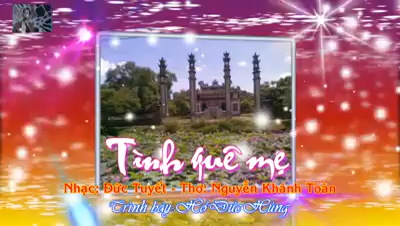 Tình quê mẹ
Nhạc: Đức Tuyết - Thơ: Nguyễn Khánh Toàn
Trình bày: Hồ Đức Hùng